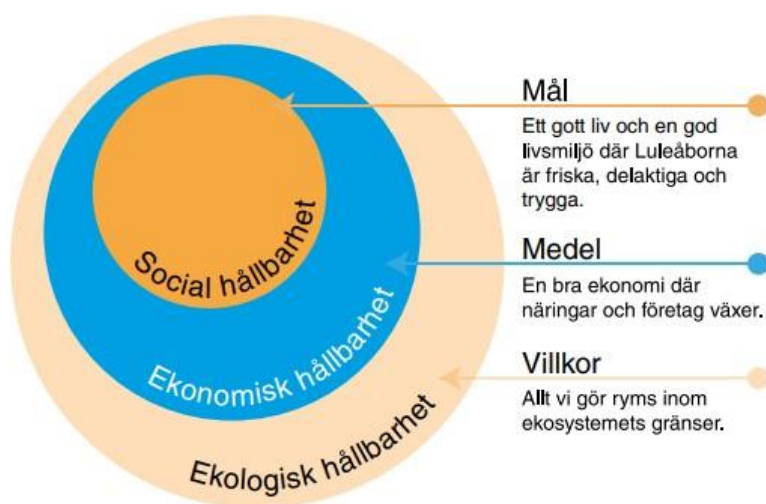 Social hållbarhet
Ekonomisk hållbarhet
Ekologisk hållbarhet
Mål
Ett gott liv och en god
livsmiljö där Luleåborna
är friska, delaktiga och
trygga.
Medel
En bra ekonomi där
näringar och företag växer.
Villkor
Allt vi gör ryms inom
ekosystemets gränser.